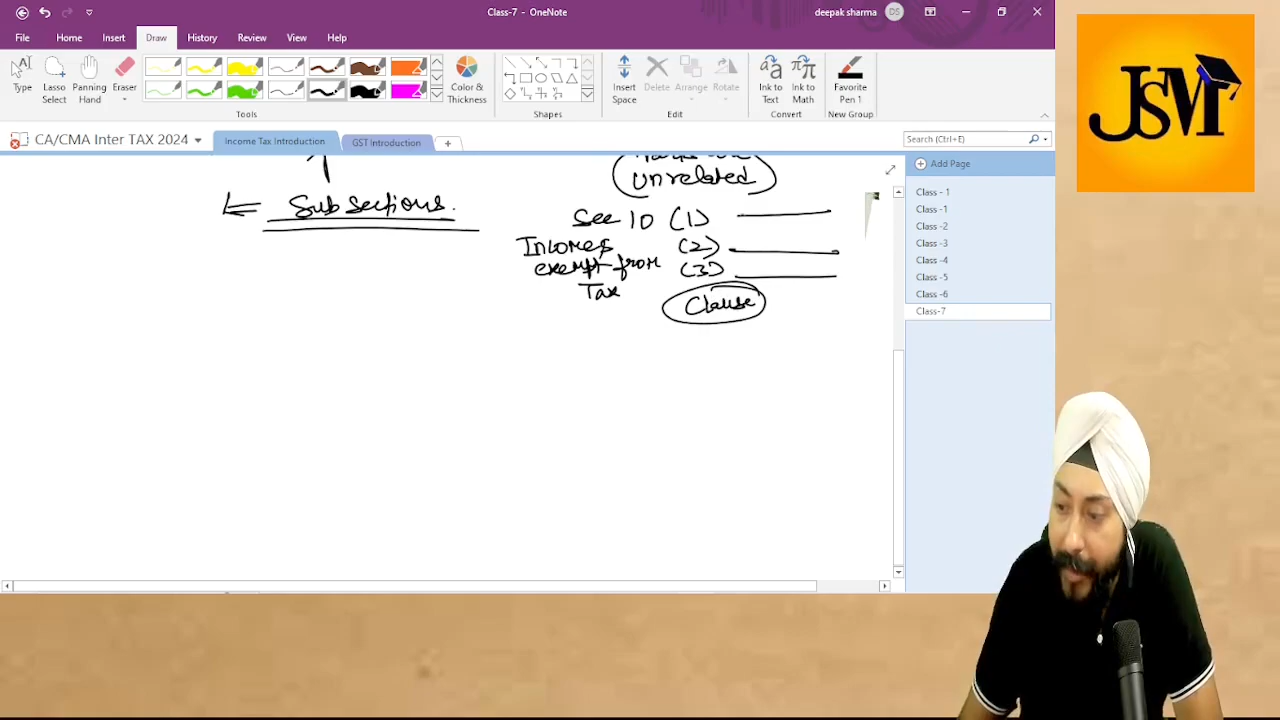 Class-7 - OneNote
deepak sharma
DS
File
Home
Insert
Draw
History
Review
View
Help
Type
Lasso Select
Panning Hand
Eraser
Color & Thickness
Insert Space
Delete
Arrange
Rotate
Ink to Text
Ink to Math
Favorite Pen 1
Tools
Shapes
Edit
Convert
New Group
CA/CMA Inter TAX 2024
Income Tax Introduction
GST Introduction
Search (Ctrl+E)
Add Page
Class - 1
Class -1
Class -2
Class -3
Class -4
Class -5
Class -6
Class-7
unrelated
Sub sections.
Sec 10 (1)
Incomes (2)
exempt from (3)
Tax
Clause
JSM